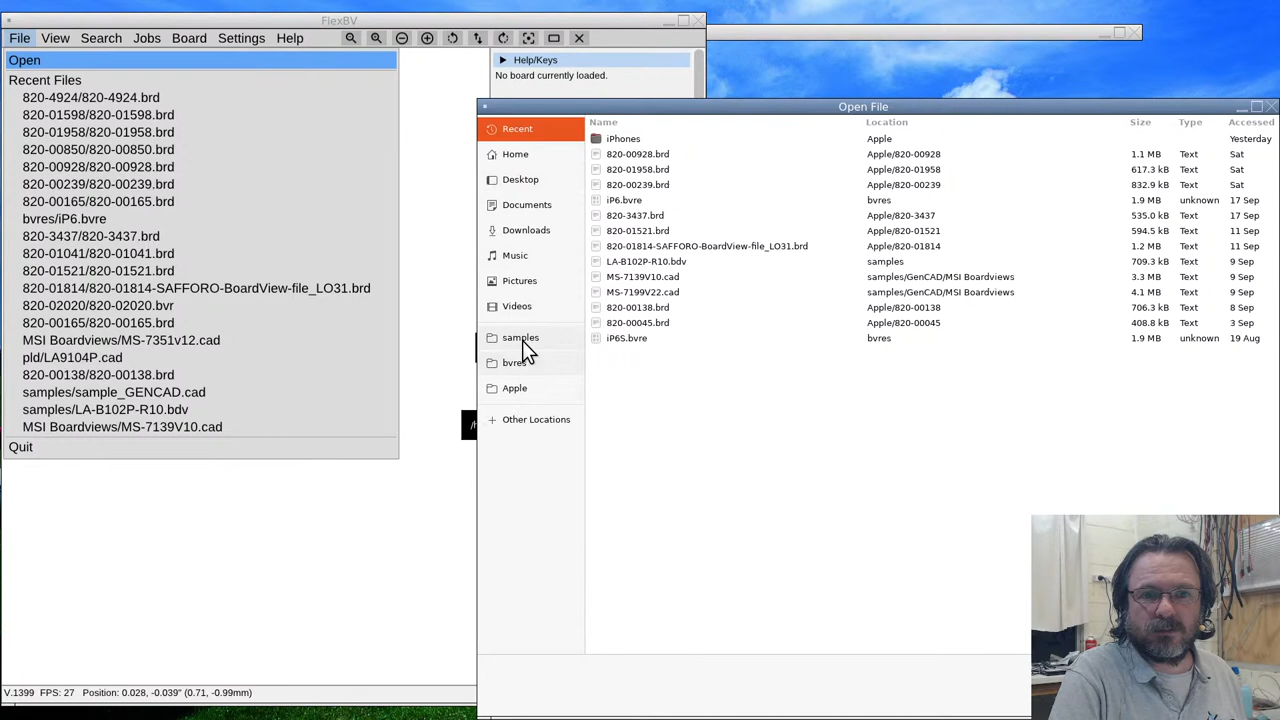 FlexBV
File View Search Jobs Board Settings Help
Open
Recent Files
820-4924/820-4924.brd
820-01598/820-01598.brd
820-01958/820-01958.brd
820-00850/820-00850.brd
820-00928/820-00928.brd
820-00239/820-00239.brd
820-00165/820-00165.brd
bvres/iP6.bvre
820-3437/820-3437.brd
820-01041/820-01041.brd
820-01521/820-01521.brd
820-01814/820-01814-SAFFORO-BoardView-file_LO31.brd
820-02020/820-02020.bvr
820-00165/820-00165.brd
MSI Boardviews/MS-7351v12.cad
pld/LA9104P.cad
820-00138/820-00138.brd
samples/sample_GENCAD.cad
samples/LA-B102P-R10.bdv
MSI Boardviews/MS-7139V10.cad
Quit
Help/Keys
No board currently loaded.
V.1399 FPS: 27 Position: 0.028, -0.039" (0.71, -0.99mm)
Open File
Recent
Home
Desktop
Documents
Downloads
Music
Pictures
Videos
samples
bvres
Apple
Other Locations
Name Location Size Type Accessed
iPhones Apple Yesterday
820-00928.brd Apple/820-00928 1.1 MB Text Sat
820-01958.brd Apple/820-01958 617.3 kB Text Sat
820-00239.brd Apple/820-00239 832.9 kB Text Sat
iP6.bvre bvres 1.9 MB unknown 17 Sep
820-3437.brd Apple/820-3437 535.0 kB Text 17 Sep
820-01521.brd Apple/820-01521 594.5 kB Text 11 Sep
820-01814-SAFFORO-BoardView-file_LO31.brd Apple/820-01814 1.2 MB Text 11 Sep
LA-B102P-R10.bdv samples 709.3 kB Text 9 Sep
MS-7139V10.cad samples/GenCAD/MSI Boardviews 3.3 MB Text 9 Sep
MS-7199V22.cad samples/GenCAD/MSI Boardviews 4.1 MB Text 9 Sep
820-00138.brd Apple/820-00138 706.3 kB Text 8 Sep
820-00045.brd Apple/820-00045 408.8 kB Text 3 Sep
iP6S.bvre bvres 1.9 MB unknown 19 Aug